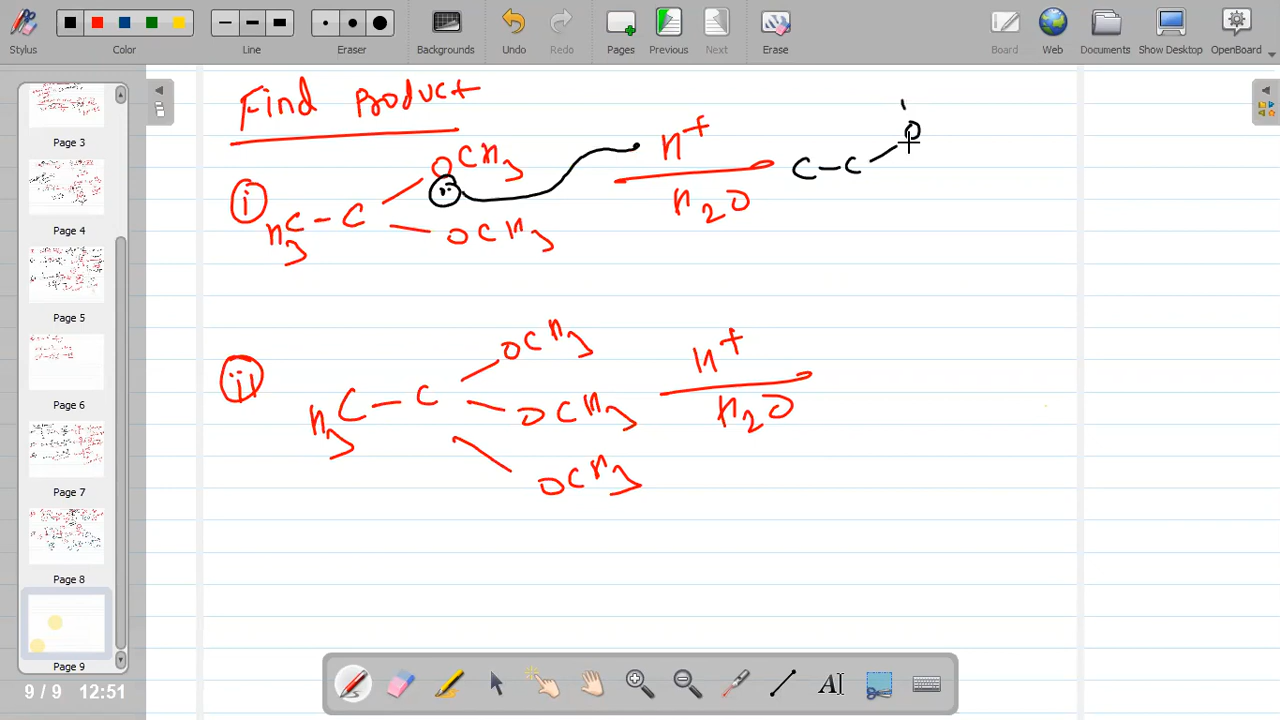 Stylus
Color
Line
Eraser
Backgrounds
Undo
Redo
Pages
Previous
Next
Erase
Board
Web
Documents
Show Desktop
OpenBoard
Page 3
Page 4
Page 5
Page 6
Page 7
Page 8
Page 9
9 / 9 12:51
Find Product
i
OCH3
H3C - C
OCH3
H+
H2O
C - C - O
ii
OCH3
H3C - C - OCH3
OCH3
H+
H2O